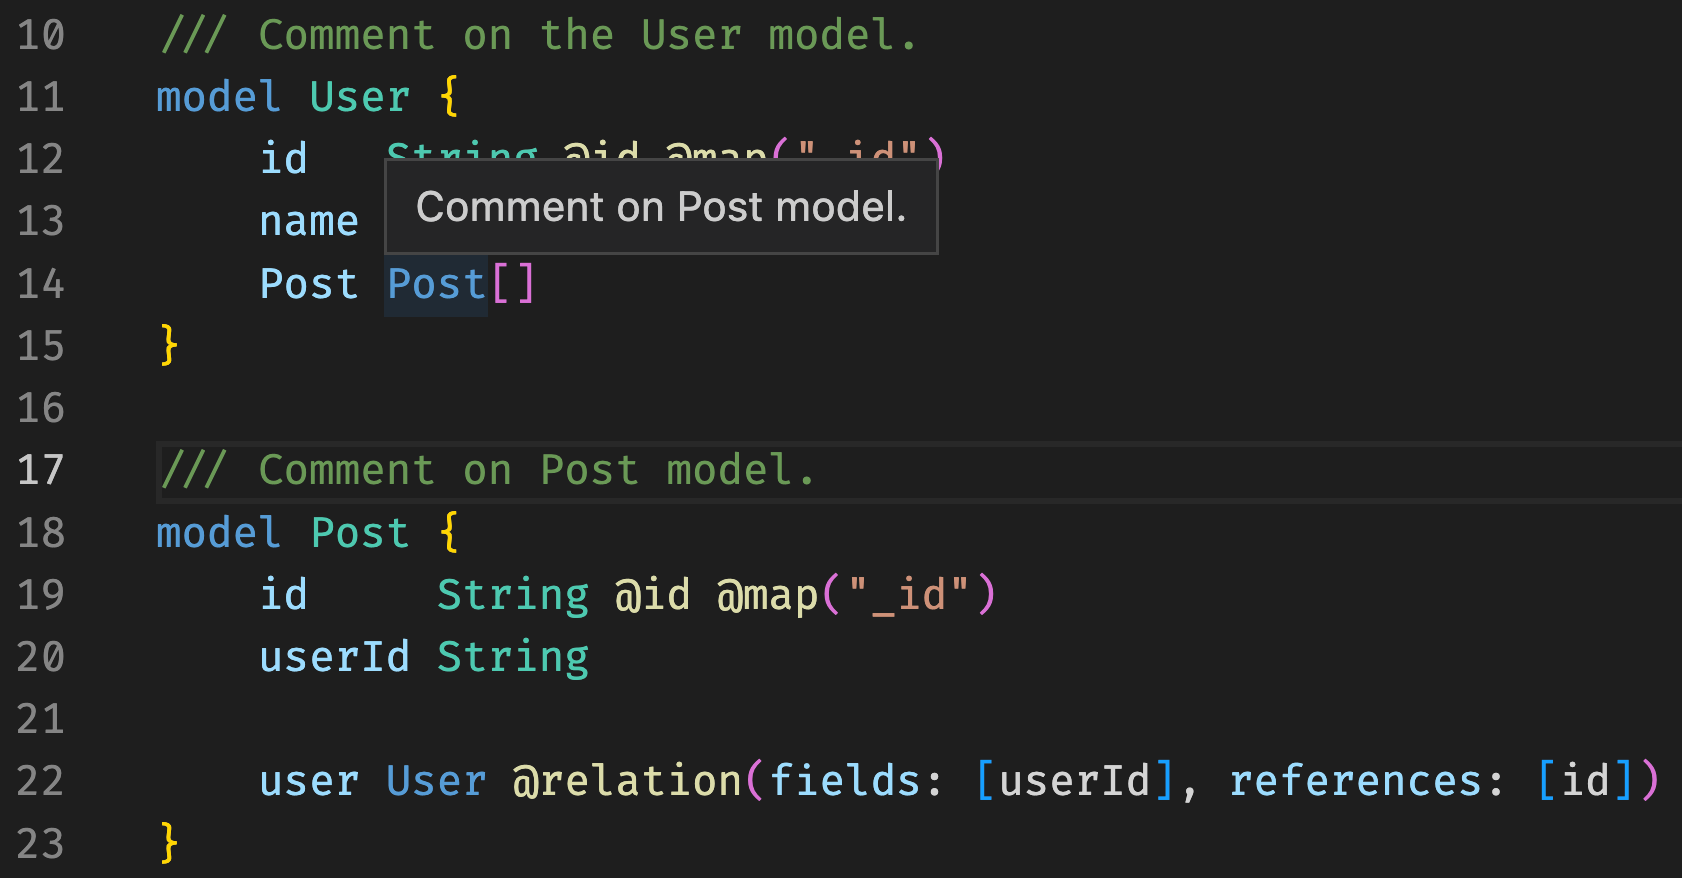 10 /// Comment on the User model.
11 model User {
12 id String @id @map("_id")
13 name
Comment on Post model.
14 Post Post[]
15 }
16
17 /// Comment on Post model.
18 model Post {
19 id String @id @map("_id")
20 userId String
21
22 user User @relation(fields: [userId], references: [id])
23 }